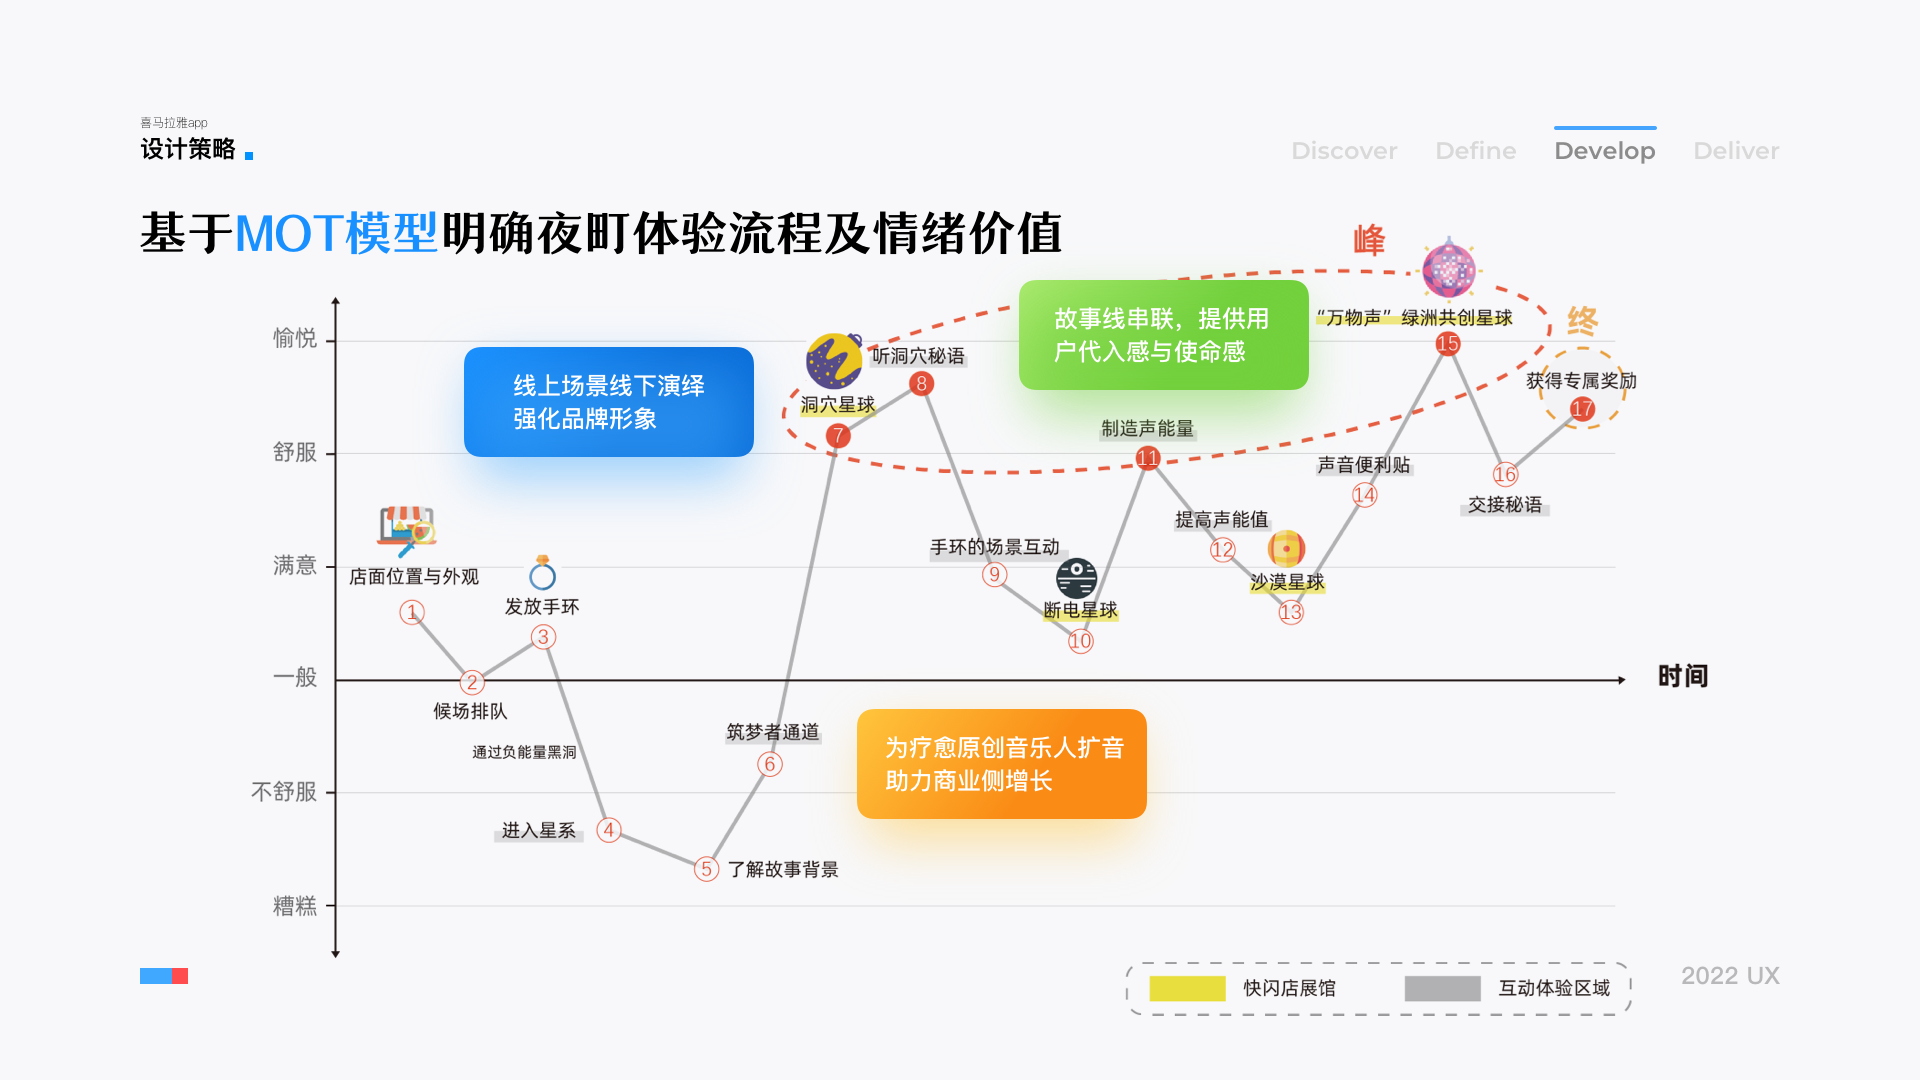 喜马拉雅app
设计策略
Discover
Define
Develop
Deliver
基于MOT模型明确夜町体验流程及情绪价值
峰
终
愉悦
舒服
满意
一般
不舒服
糟糕
时间
线上场景线下演绎
强化品牌形象
故事线串联，提供用
户代入感与使命感
为疗愈原创音乐人扩音
助力商业侧增长
店面位置与外观
1
2
候场排队
发放手环
3
通过负能量黑洞
进入星系
4
5
了解故事背景
筑梦者通道
6
洞穴星球
7
听洞穴秘语
8
手环的场景互动
9
断电星球
10
制造声能量
11
提高声能值
12
沙漠星球
13
声音便利贴
14
“万物声”绿洲共创星球
15
16
交接秘语
获得专属奖励
17
快闪店展馆
互动体验区域
2022 UX